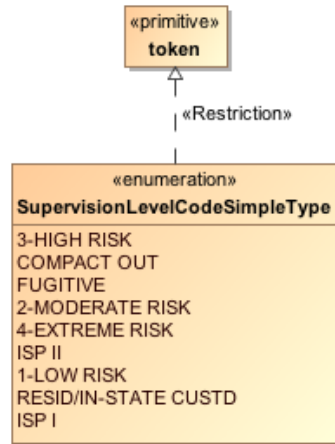 «primitive»
token
«Restriction»
«enumeration»
SupervisionLevelCodeSimpleType
3-HIGH RISK
COMPACT OUT
FUGITIVE
2-MODERATE RISK
4-EXTREME RISK
ISP II
1-LOW RISK
RESID/IN-STATE CUSTD
ISP I